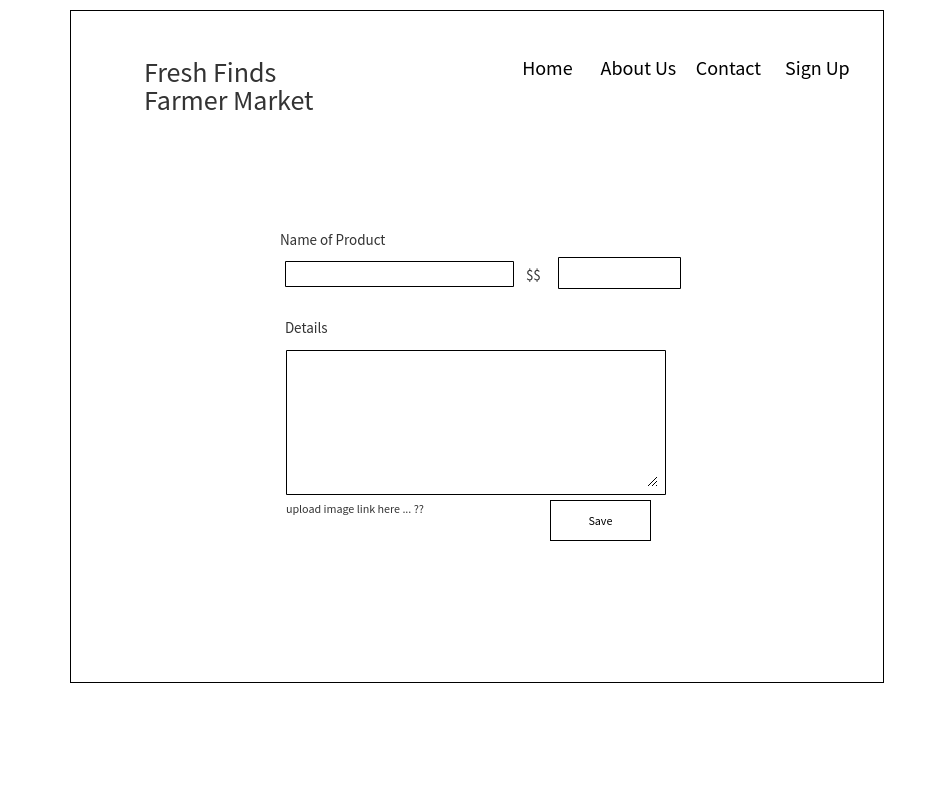 Fresh Finds
Farmer Market
Home About Us Contact Sign Up
Name of Product
$$
Details
upload image link here ... ??
Save